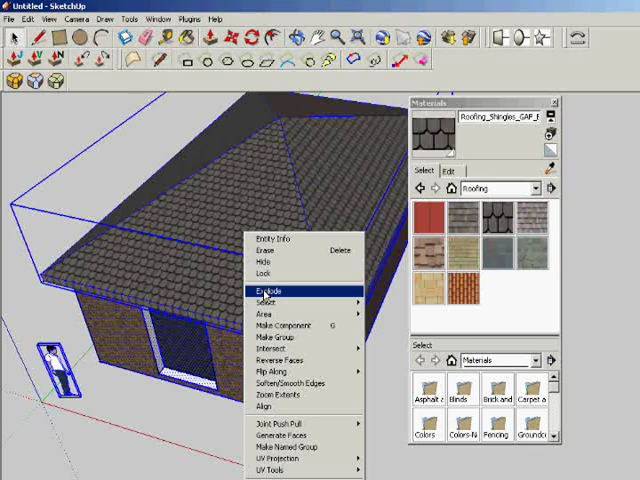 Untitled - SketchUp
File Edit View Camera Draw Tools Window Plugins Help
Materials
Roofing_Shingles_GAF_
Select Edit
Roofing
Entity Info
Erase Delete
Hide
Lock
Explode
Select
Area
Make Component G
Make Group
Intersect
Reverse Faces
Flip Along
Soften/Smooth Edges
Zoom Extents
Align
Joint Push Pull
Generate Faces
Make Named Group
UV Projection
UV Tools
Select
Materials
Asphalt Blinds Brick and Carpet a
Colors Colors-N Fencing Groundc